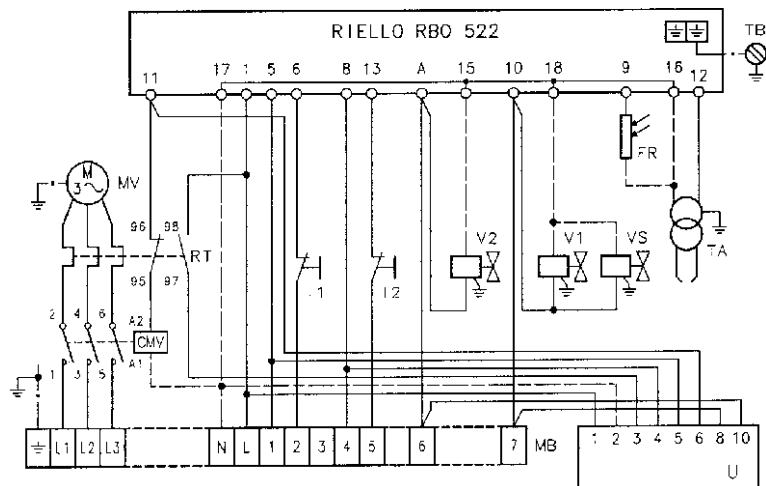 RIELLO RBO 522
TB
11 17 1 5 6 8 13 A 15 10 18 9 16 12
M
3
MV
FR
96 98
RT
95 97
TA
V2 V1 VS
I2
2 4 6 A2
CMV
1 3 5 A1
L1 L2 L3 N L 1 2 3 4 5 6 7 MB
1 2 3 4 5 6 8 10
U